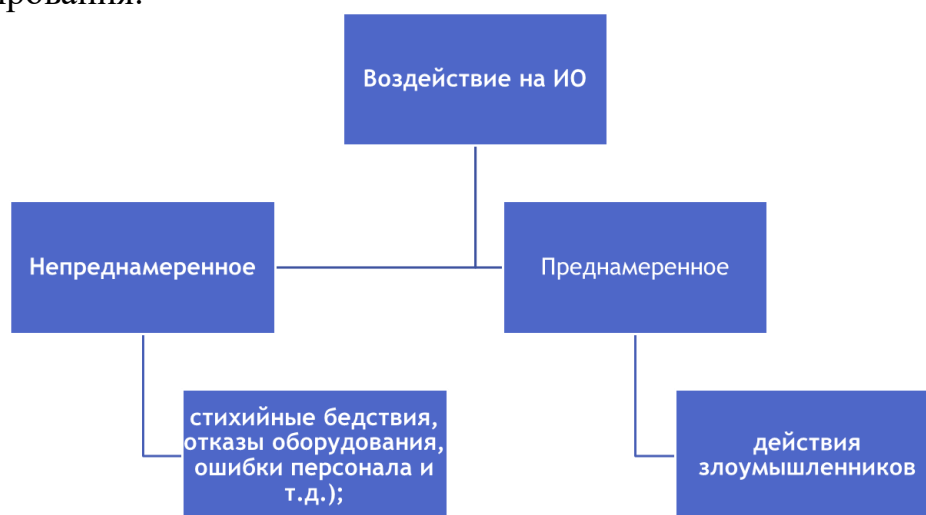 Воздействие на ИО
Непреднамеренное
Преднамеренное
стихийные бедствия,
отказы оборудования,
ошибки персонала и
т.д.);
действия
злоумышленников